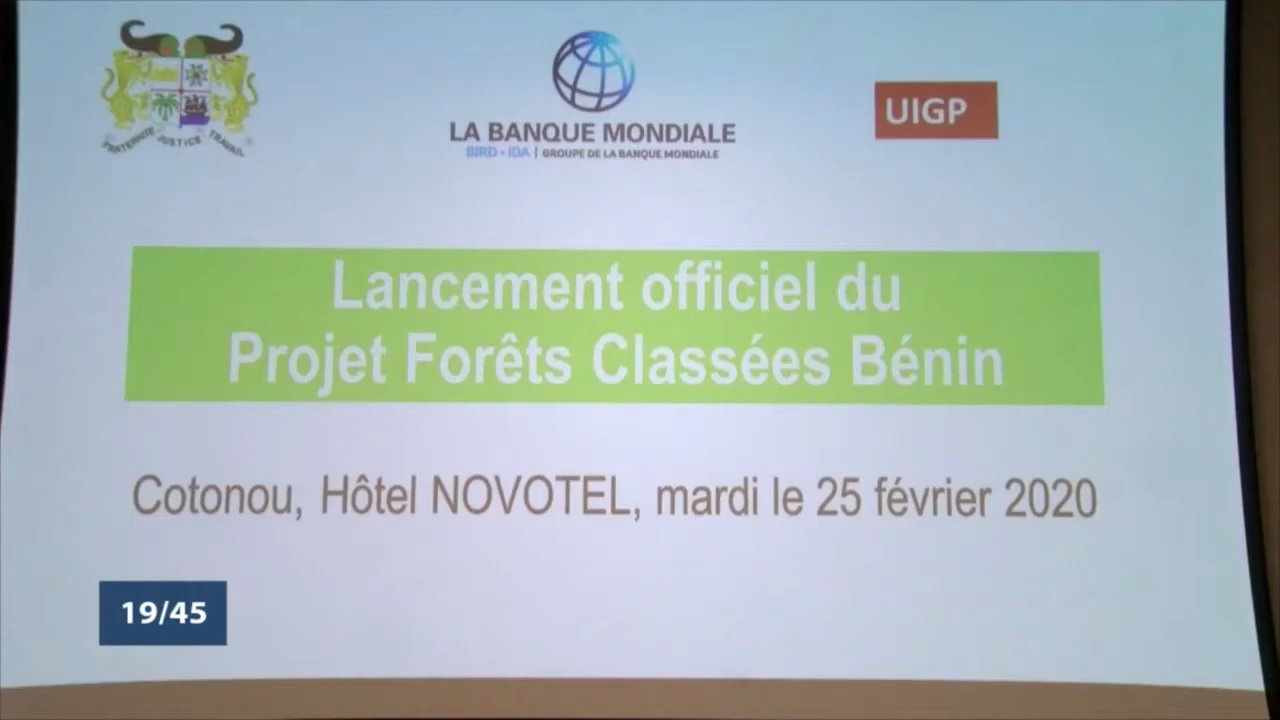 FRATERNITÉ JUSTICE TRAVAIL
LA BANQUE MONDIALE
BIRD • IDA | GROUPE DE LA BANQUE MONDIALE
UIGP
Lancement officiel du
Projet Forêts Classées Bénin
Cotonou, Hôtel NOVOTEL, mardi le 25 février 2020
19/45